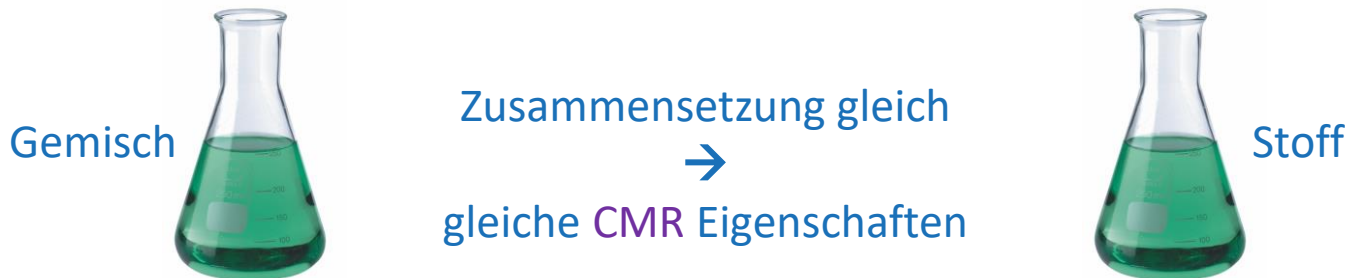 Gemisch
Zusammensetzung gleich
→
gleiche CMR Eigenschaften
Stoff